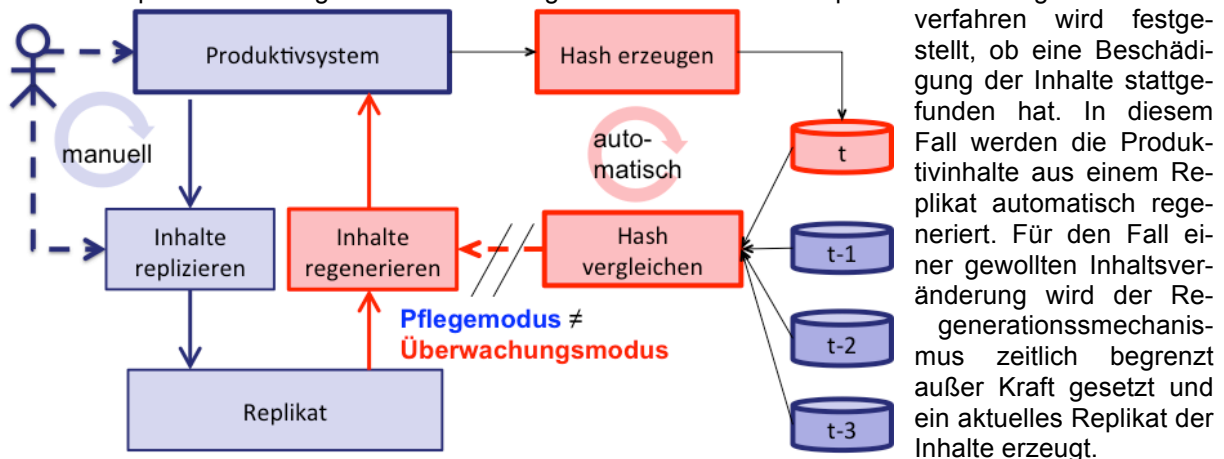 Produktivsystem
Hash erzeugen
manuell
auto-
matisch
t
Inhalte
replizieren
Inhalte
regenerieren
Hash
vergleichen
t-1
Pflegemodus ≠
Überwachungsmodus
t-2
Replikat
t-3
verfahren wird festge-
stellt, ob eine Beschädi-
gung der Inhalte stattge-
funden hat. In diesem
Fall werden die Produk-
tivinhalte aus einem Re-
plikat automatisch rege-
neriert. Für den Fall ei-
ner gewollten Inhaltsver-
änderung wird der Re-
generationssmechanis-
mus zeitlich begrenzt
außer Kraft gesetzt und
ein aktuelles Replikat der
Inhalte erzeugt.